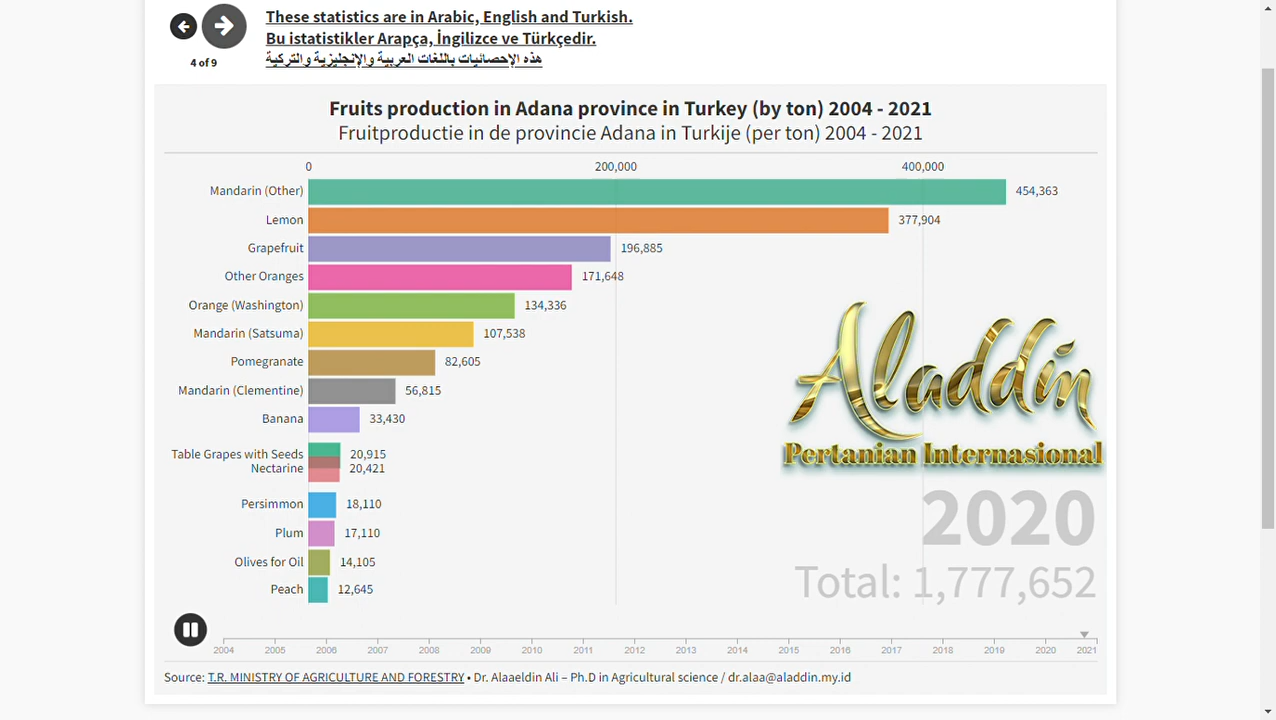 These statistics are in Arabic, English and Turkish.
Bu istatistikler Arapça, İngilizce ve Türkçedir.
4 of 9
هذه الإحصائيات باللغات العربية والإنجليزية والتركية
Fruits production in Adana province in Turkey (by ton) 2004 - 2021
Fruitproductie in de provincie Adana in Turkije (per ton) 2004 - 2021
0 200,000 400,000
Mandarin (Other) 454,363
Lemon 377,904
Grapefruit 196,885
Other Oranges 171,648
Orange (Washington) 134,336
Mandarin (Satsuma) 107,538
Pomegranate 82,605
Mandarin (Clementine) 56,815
Banana 33,430
Table Grapes with Seeds 20,915
Nectarine 20,421
Persimmon 18,110
Plum 17,110
Olives for Oil 14,105
Peach 12,645
Aladdin
Pertanian Internasional
2020
Total: 1,777,652
2004 2005 2006 2007 2008 2009 2010 2011 2012 2013 2014 2015 2016 2017 2018 2019 2020 2021
Source: T.R. MINISTRY OF AGRICULTURE AND FORESTRY • Dr. Alaaeldin Ali – Ph.D in Agricultural science / dr.alaa@aladdin.my.id